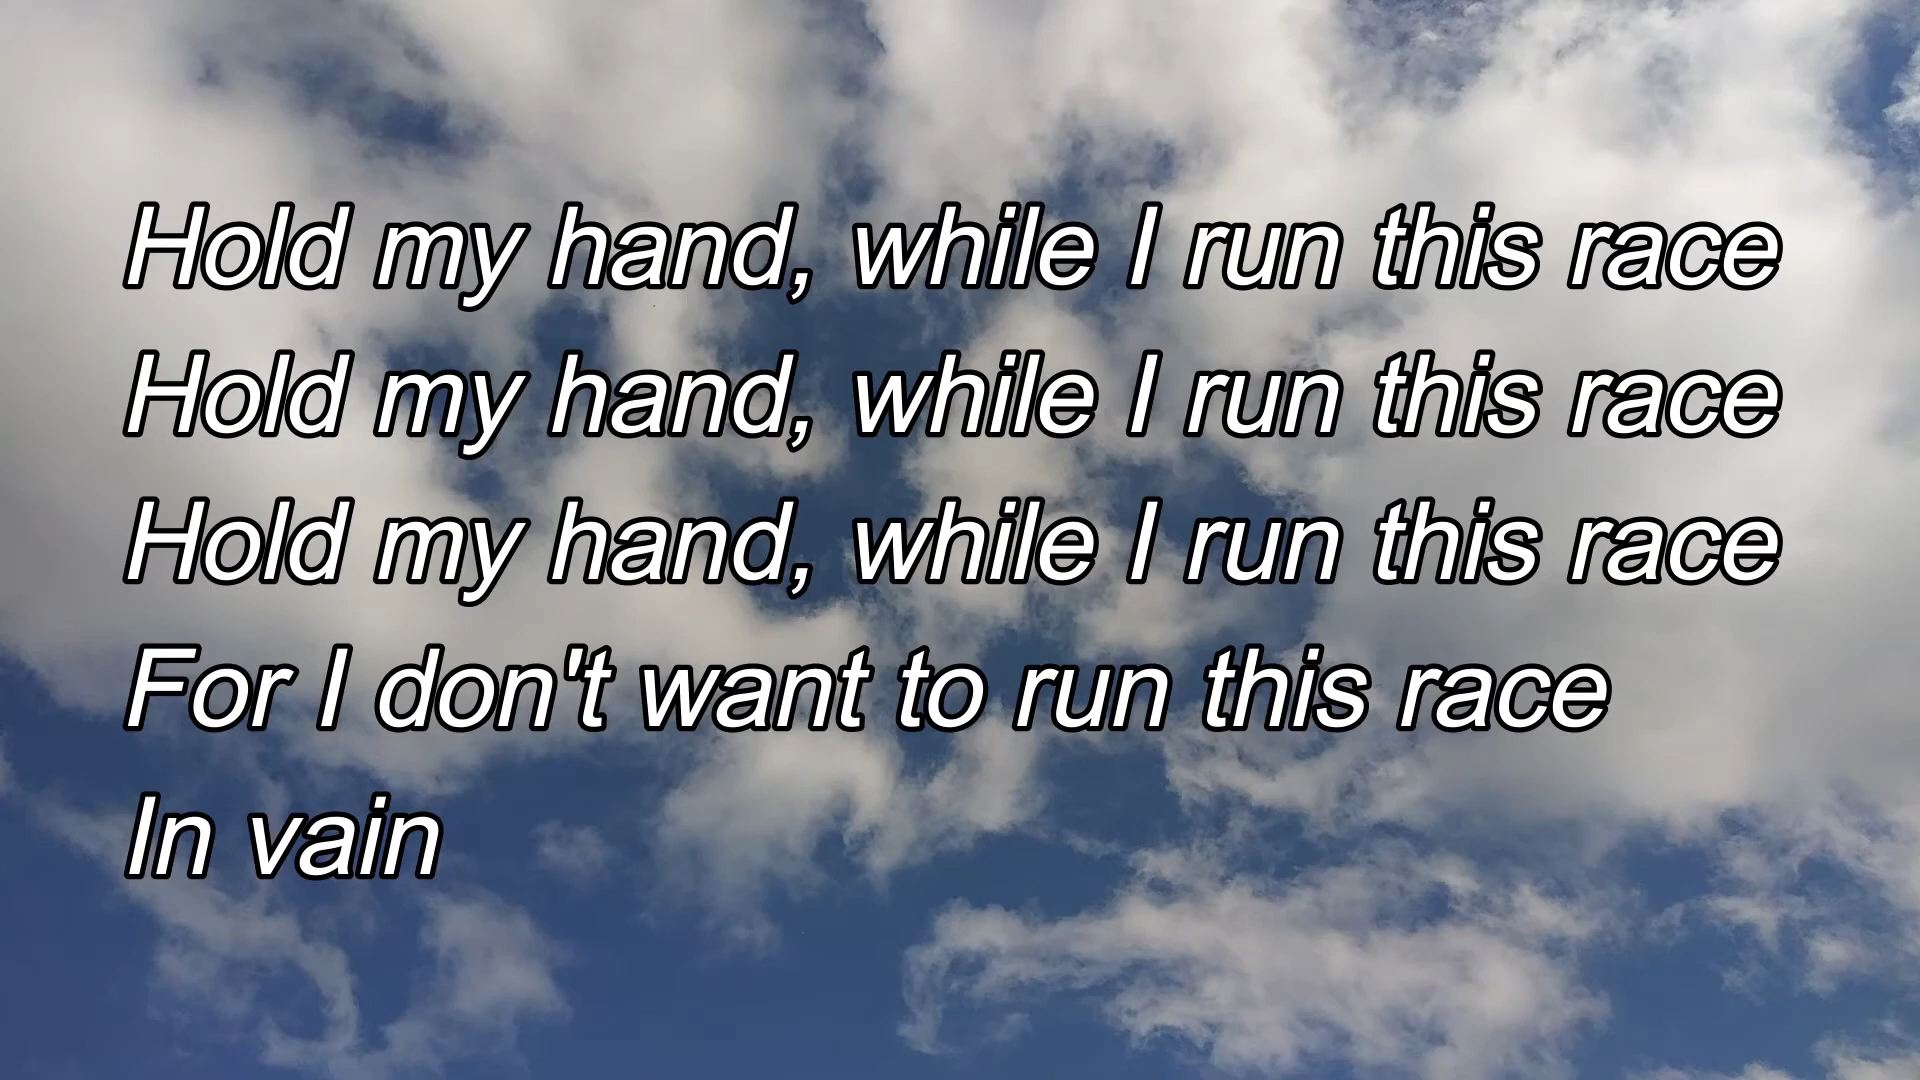 Hold my hand, while I run this race
Hold my hand, while I run this race
Hold my hand, while I run this race
For I don't want to run this race
In vain